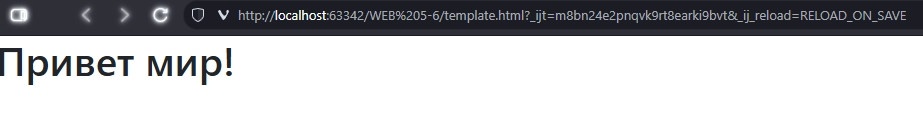 http://localhost:63342/WEB%205-6/template.html?_ijt=m8bn24e2pnqvk9rt8earki9bvt&_ij_reload=RELOAD_ON_SAVE
Привет мир!